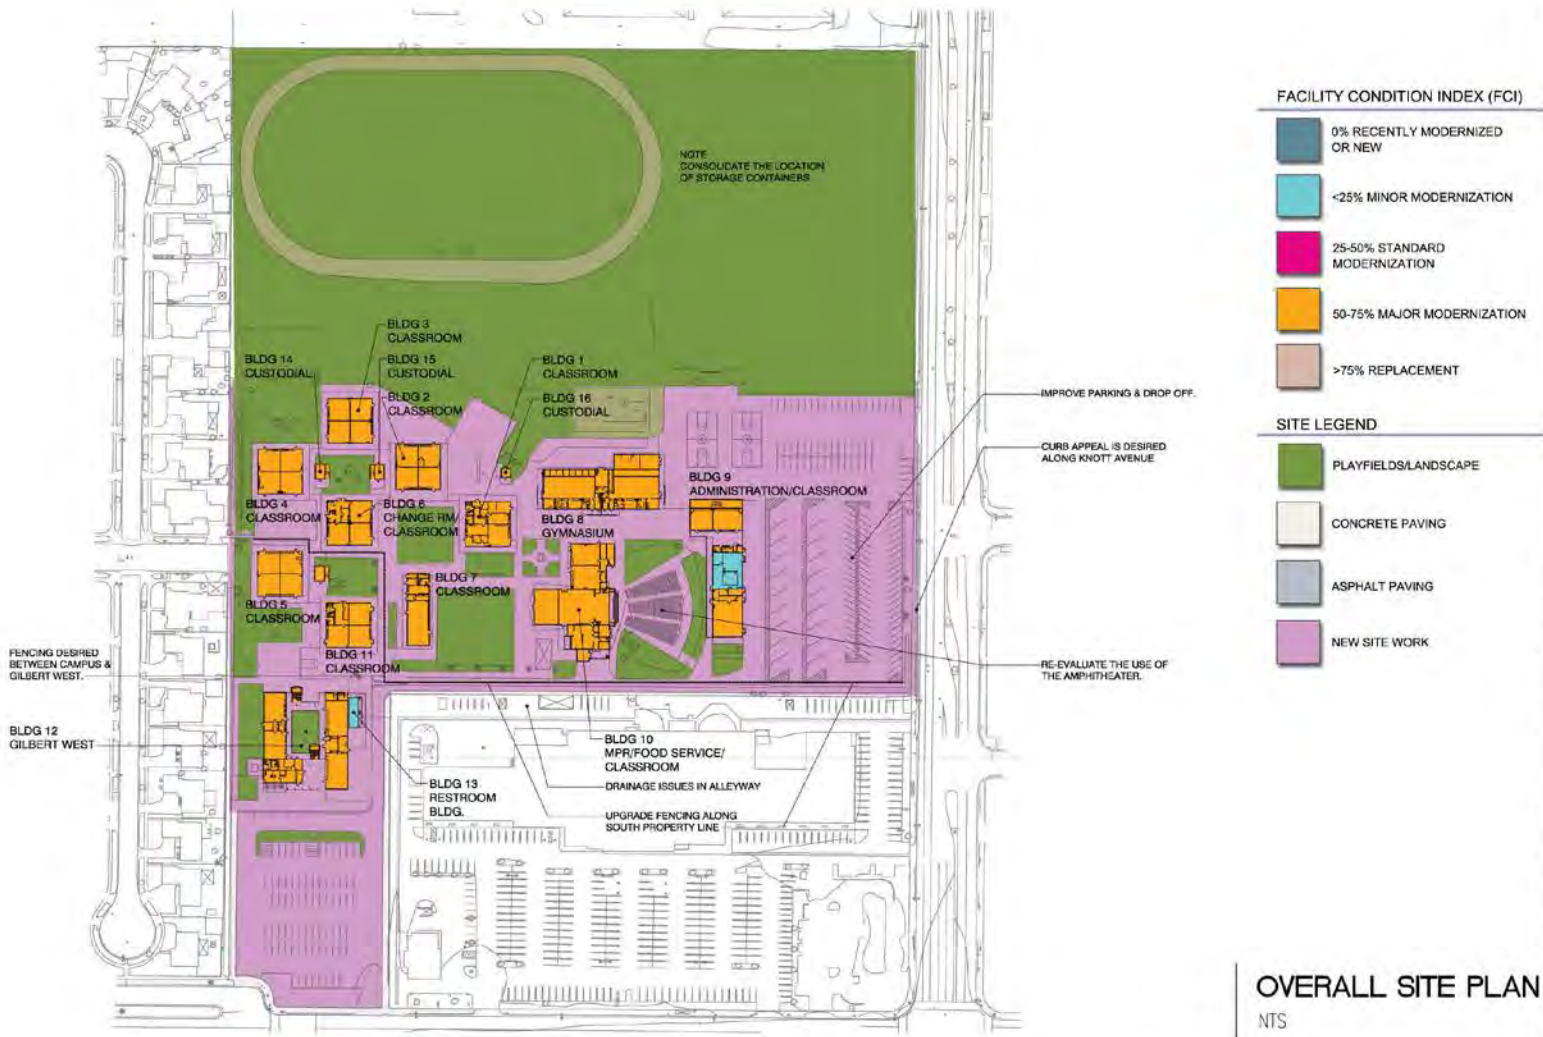 NOTE
CONSOLIDATE THE LOCATION
OF STORAGE CONTAINERS
BLDG 3
CLASSROOM
BLDG 14
CUSTODIAL
BLDG 15
CUSTODIAL
BLDG 2
CLASSROOM
BLDG 1
CLASSROOM
BLDG 16
CUSTODIAL
IMPROVE PARKING & DROP OFF.
CURB APPEAL IS DESIRED
ALONG KNOTT AVENUE
BLDG 9
ADMINISTRATION/CLASSROOM
BLDG 4
CLASSROOM
BLDG 6
CHANGE RM/
CLASSROOM
BLDG 8
GYMNASIUM
BLDG 7
CLASSROOM
BLDG 5
CLASSROOM
BLDG 11
CLASSROOM
FENCING DESIRED
BETWEEN CAMPUS &
GILBERT WEST.
RE-EVALUATE THE USE OF
THE AMPHITHEATER.
BLDG 12
GILBERT WEST
BLDG 10
MPR/FOOD SERVICE/
CLASSROOM
BLDG 13
RESTROOM
BLDG.
DRAINAGE ISSUES IN ALLEYWAY
UPGRADE FENCING ALONG
SOUTH PROPERTY LINE
FACILITY CONDITION INDEX (FCI)
0% RECENTLY MODERNIZED
OR NEW
<25% MINOR MODERNIZATION
25-50% STANDARD
MODERNIZATION
50-75% MAJOR MODERNIZATION
>75% REPLACEMENT
SITE LEGEND
PLAYFIELDS/LANDSCAPE
CONCRETE PAVING
ASPHALT PAVING
NEW SITE WORK
OVERALL SITE PLAN
NTS